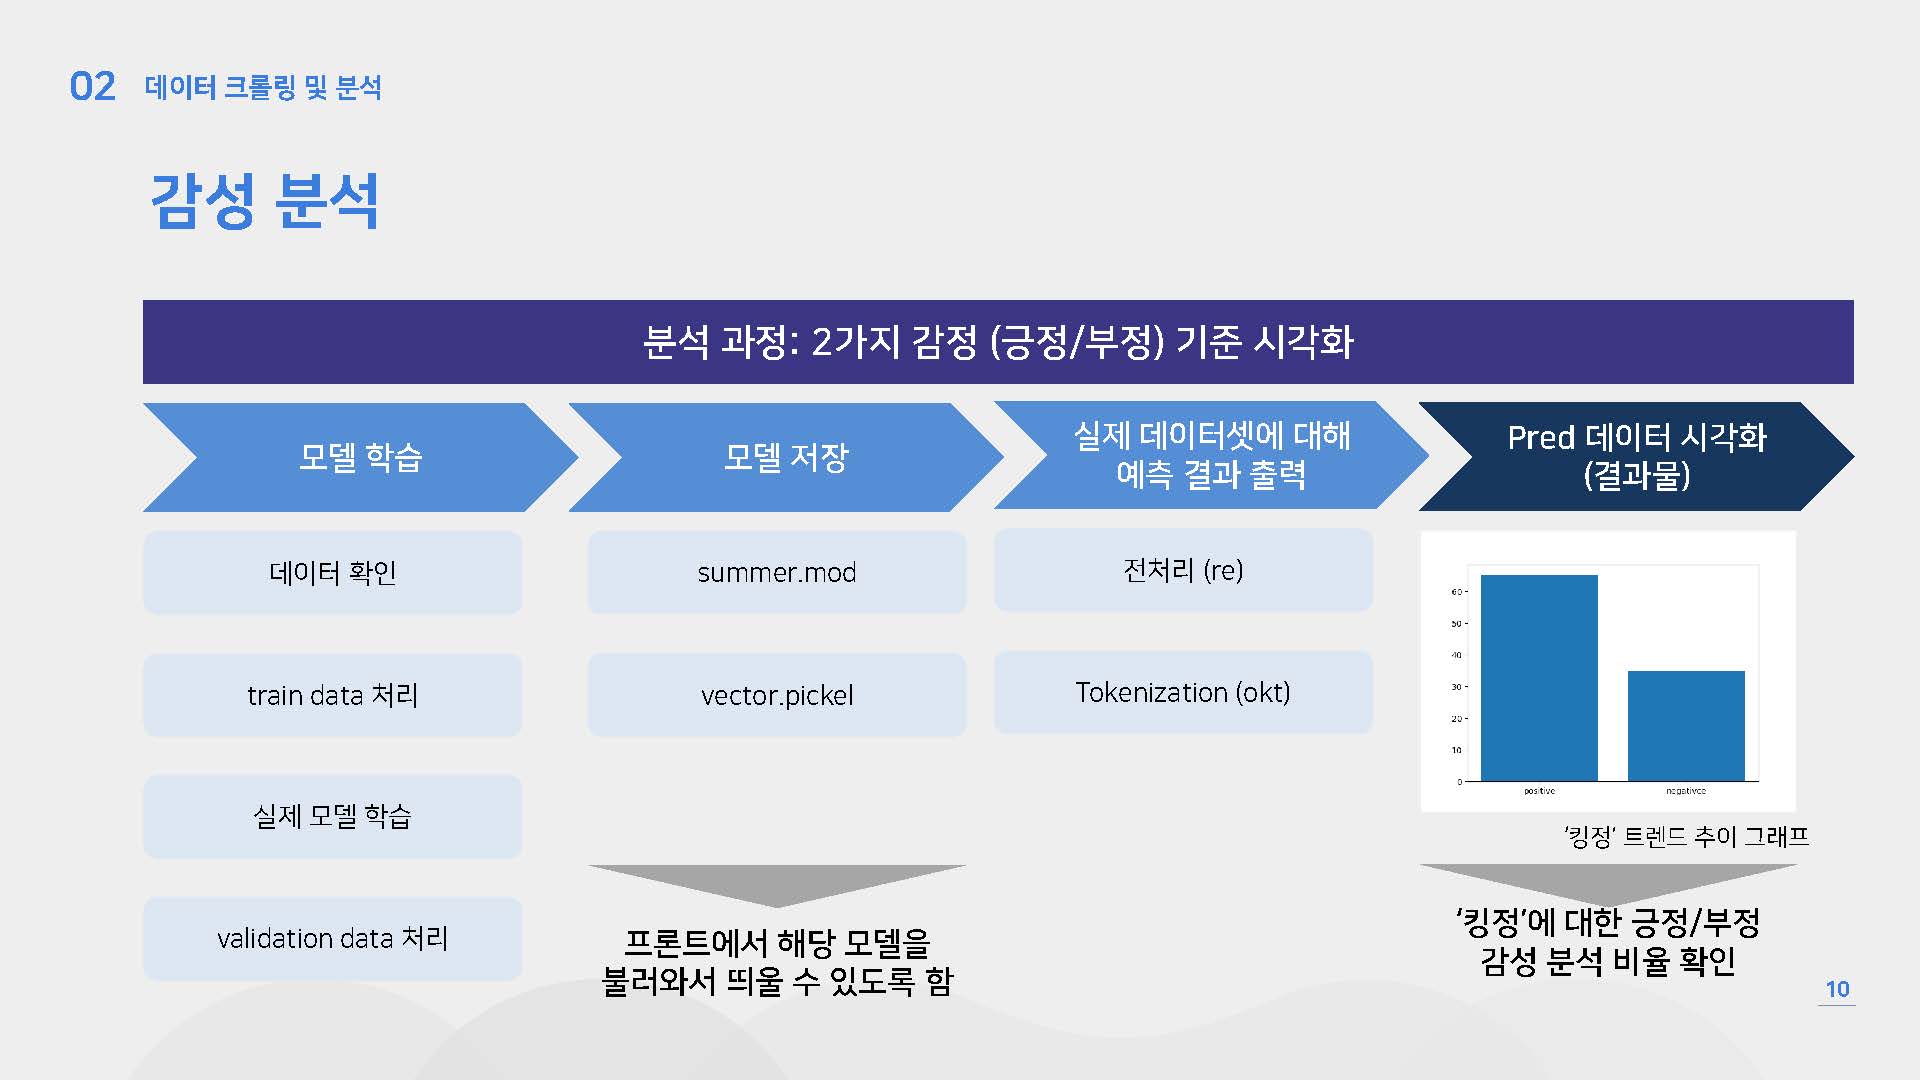 02 데이터 크롤링 및 분석
감성 분석
분석 과정: 2가지 감정 (긍정/부정) 기준 시각화
모델 학습
데이터 확인
train data 처리
실제 모델 학습
validation data 처리
모델 저장
summer.mod
vector.pickel
프론트에서 해당 모델을
불러와서 띄울 수 있도록 함
실제 데이터셋에 대해
예측 결과 출력
전처리 (re)
Tokenization (okt)
Pred 데이터 시각화
(결과물)
60
50
40
30
20
10
0
positive negativce
‘킹정’ 트렌드 추이 그래프
‘킹정’에 대한 긍정/부정
감성 분석 비율 확인
10